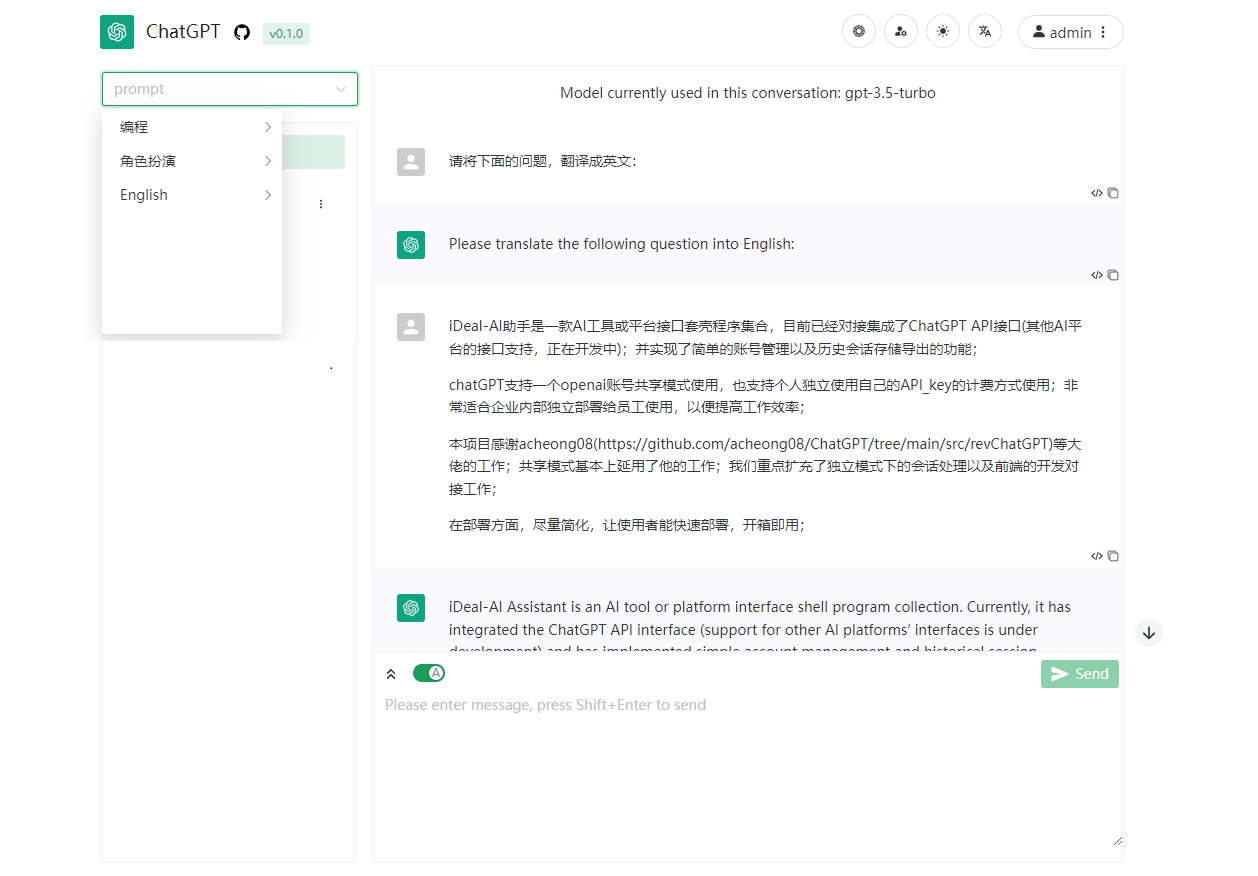 ChatGPT v0.1.0
admin
prompt
编程
角色扮演
English
Model currently used in this conversation: gpt-3.5-turbo
请将下面的问题，翻译成英文：
Please translate the following question into English:
iDeal-AI助手是一款AI工具或平台接口套壳程序集合，目前已经对接集成了ChatGPT API接口(其他AI平
台的接口支持，正在开发中)；并实现了简单的账号管理以及历史会话存储导出的功能；
chatGPT支持一个openai账号共享模式使用，也支持个人独立使用自己的API_key的计费方式使用；非
常适合企业内部独立部署给员工使用，以便提高工作效率；
本项目感谢acheong08(https://github.com/acheong08/ChatGPT/tree/main/src/revChatGPT)等大
佬的工作；共享模式基本上延用了他的工作；我们重点扩充了独立模式下的会话处理以及前端的开发对
接工作；
在部署方面，尽量简化，让使用者能快速部署，开箱即用；
iDeal-AI Assistant is an AI tool or platform interface shell program collection. Currently, it has
integrated the ChatGPT API interface (support for other AI platforms’ interfaces is under
development) and has implemented simple account management and historical session
A
Send
Please enter message, press Shift+Enter to send